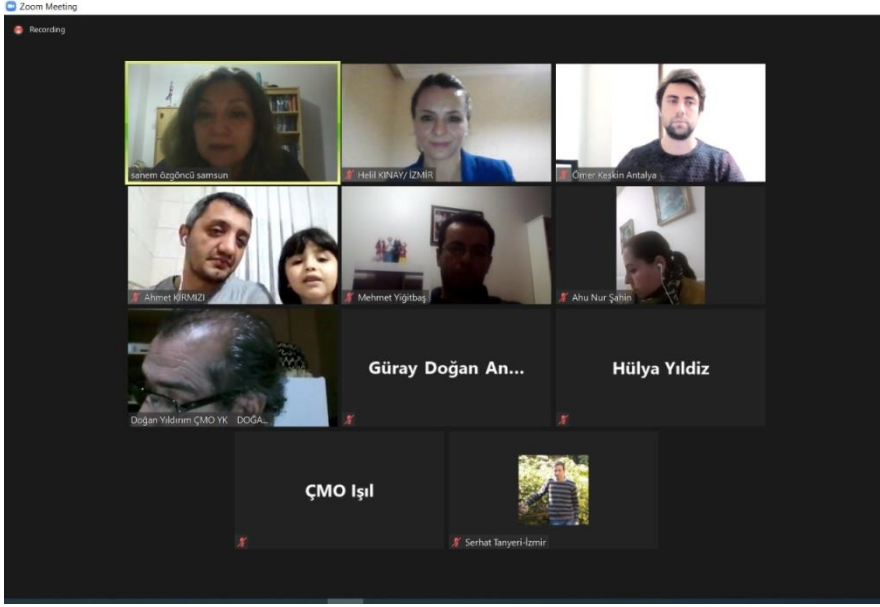 Zoom Meeting
Recording
sanem özgöncü samsun
Helil KINAY/ İZMİR
Ömer Keskin Antalya
Ahmet KIRMIZI
Mehmet Yiğitbaş
Ahu Nur Şahin
Doğan Yıldırım ÇMO YK DOĞA...
Güray Doğan An...
Hülya Yıldiz
ÇMO Işıl
Serhat Tanyeri-İzmir